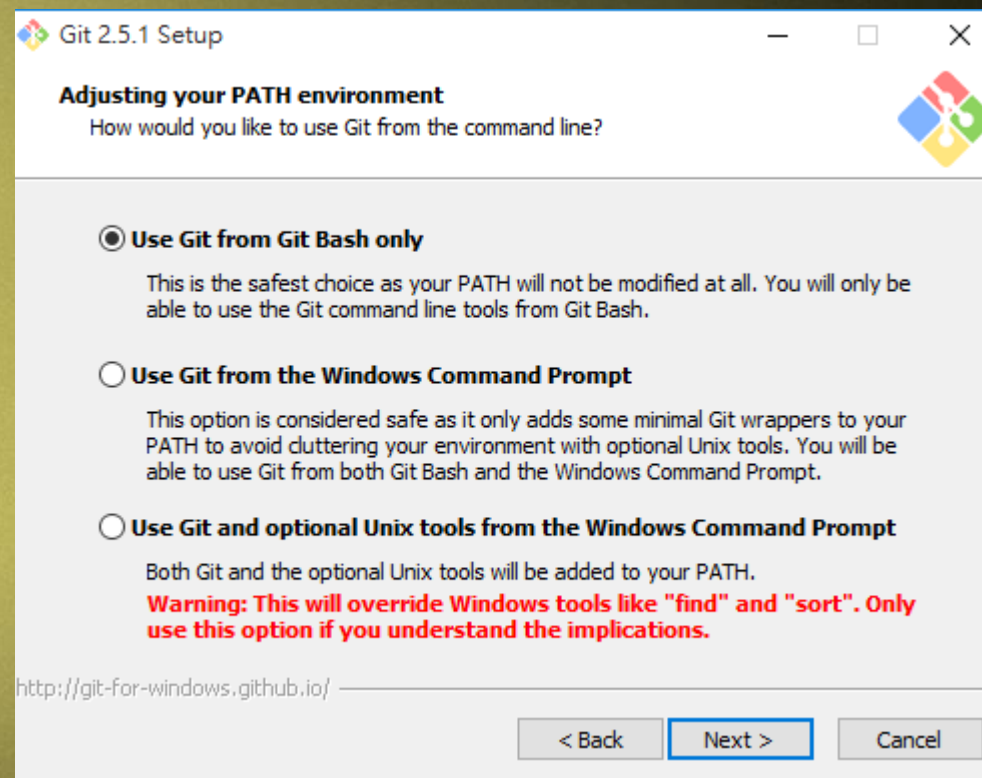 Git 2.5.1 Setup
Adjusting your PATH environment
How would you like to use Git from the command line?
Use Git from Git Bash only
This is the safest choice as your PATH will not be modified at all. You will only be
able to use the Git command line tools from Git Bash.
Use Git from the Windows Command Prompt
This option is considered safe as it only adds some minimal Git wrappers to your
PATH to avoid cluttering your environment with optional Unix tools. You will be
able to use Git from both Git Bash and the Windows Command Prompt.
Use Git and optional Unix tools from the Windows Command Prompt
Both Git and the optional Unix tools will be added to your PATH.
Warning: This will override Windows tools like "find" and "sort". Only
use this option if you understand the implications.
http://git-for-windows.github.io/
< Back Next > Cancel